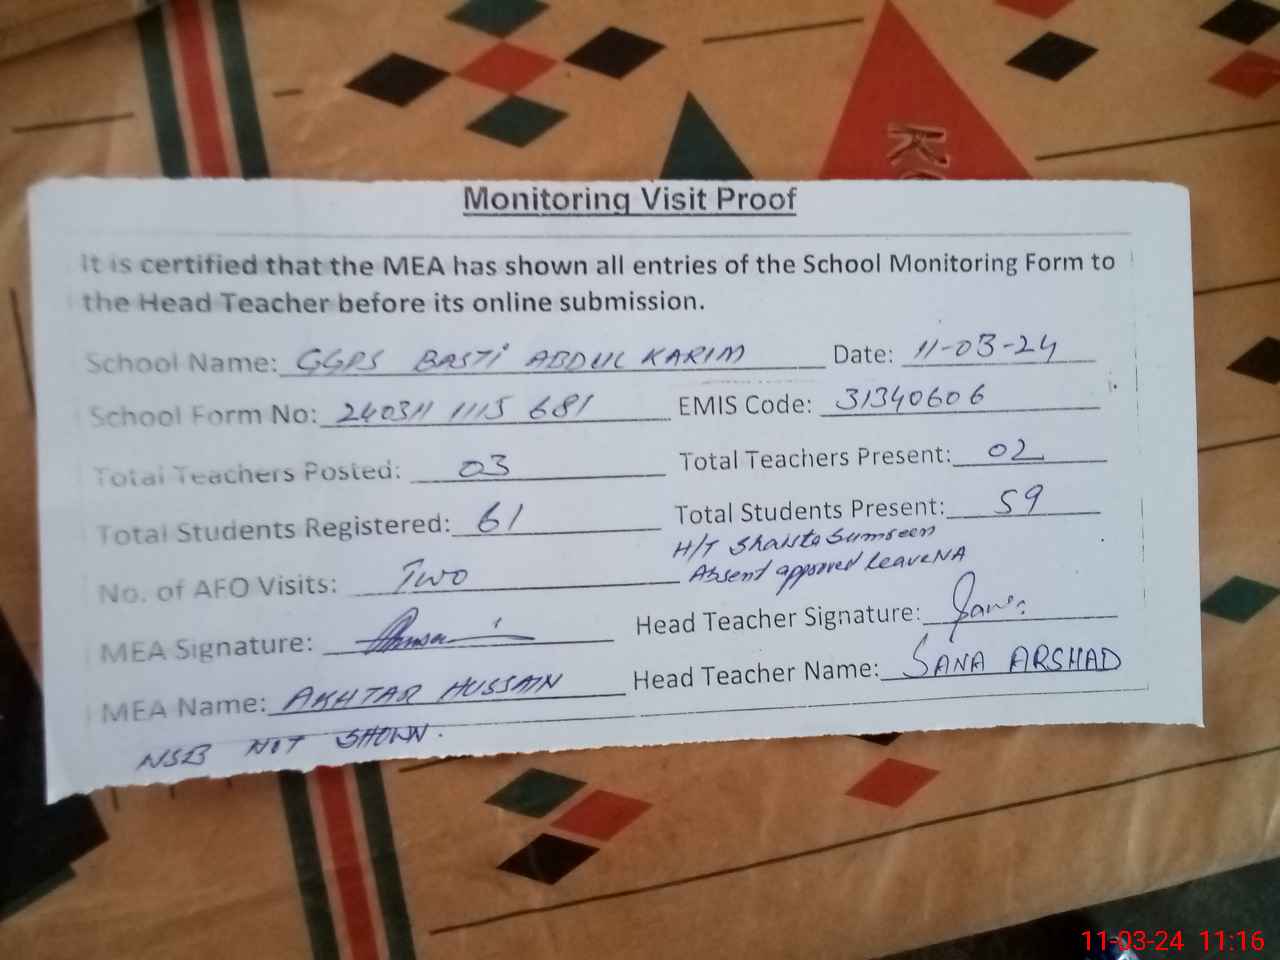 Monitoring Visit Proof
It is certified that the MEA has shown all entries of the School Monitoring Form to
the Head Teacher before its online submission.
School Name: GGPS BASTI ABDUL KARIM Date: 11-03-24
School Form No: 240311 1115 681 EMIS Code: 31340606
Total Teachers Posted: 03 Total Teachers Present: 02
Total Students Registered: 61 Total Students Present: 59
H/T Shaista
No. of AEO Visits: Two Absent approved Leave NA
MEA Signature: Head Teacher Signature:
MEA Name: AKHTAR HUSSAIN Head Teacher Name: SANA ARSHAD
NSB NOT SHOWN.
11-03-24 11:16